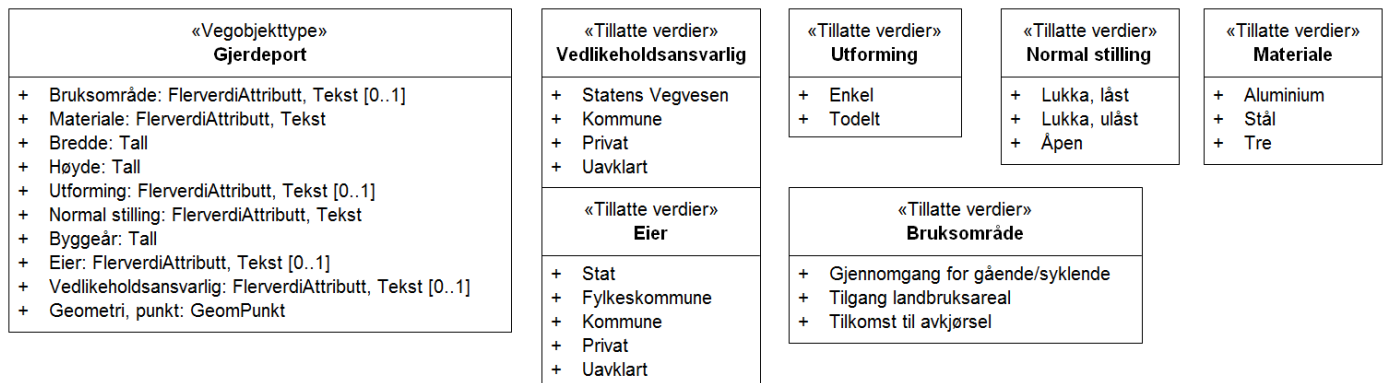 «Vegobjekttype»
Gjerdeport
+ Bruksområde: FlerverdiAttributt, Tekst [0..1]
+ Materiale: FlerverdiAttributt, Tekst
+ Bredde: Tall
+ Høyde: Tall
+ Utforming: FlerverdiAttributt, Tekst [0..1]
+ Normal stilling: FlerverdiAttributt, Tekst
+ Byggeår: Tall
+ Eier: FlerverdiAttributt, Tekst [0..1]
+ Vedlikeholdsansvarlig: FlerverdiAttributt, Tekst [0..1]
+ Geometri, punkt: GeomPunkt
«Tillatte verdier»
Vedlikeholdsansvarlig
+ Statens Vegvesen
+ Kommune
+ Privat
+ Uavklart
«Tillatte verdier»
Eier
+ Stat
+ Fylkeskommune
+ Kommune
+ Privat
+ Uavklart
«Tillatte verdier»
Utforming
+ Enkel
+ Todelt
«Tillatte verdier»
Normal stilling
+ Lukka, låst
+ Lukka, ulåst
+ Åpen
«Tillatte verdier»
Materiale
+ Aluminium
+ Stål
+ Tre
«Tillatte verdier»
Bruksområde
+ Gjennomgang for gående/syklende
+ Tilgang landbruksareal
+ Tilkomst til avkjørsel